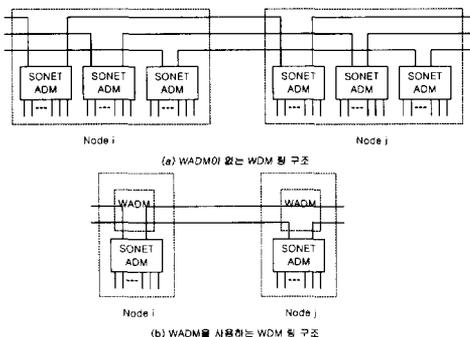 SONET ADM
SONET ADM
SONET ADM
SONET ADM
SONET ADM
SONET ADM
Node i
Node j
(a) WADM이 없는 WDM 링 구조
WADM
WADM
SONET ADM
SONET ADM
Node i
Node j
(b) WADM을 사용하는 WDM 링 구조